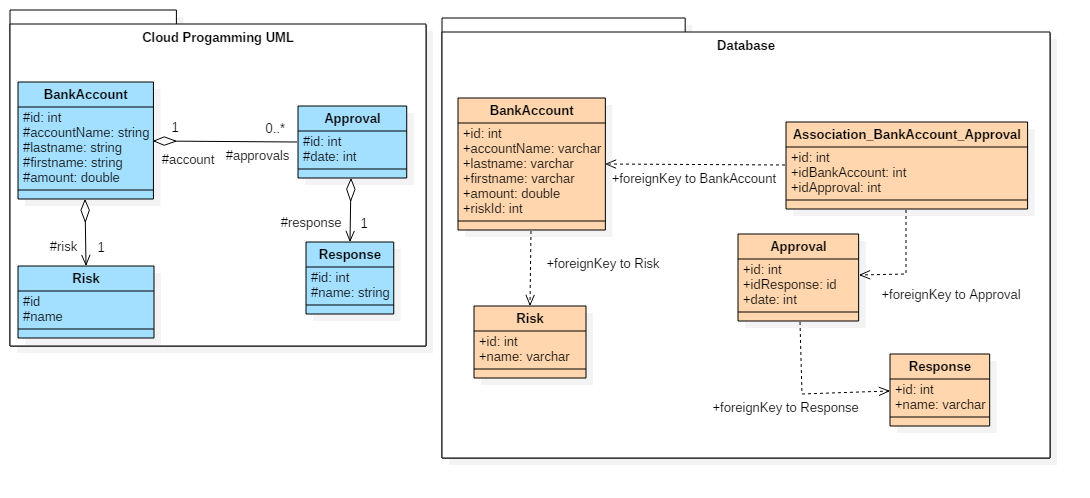 Cloud Progamming UML
BankAccount
#id: int
#accountName: string
#lastname: string
#firstname: string
#amount: double
1
#account
0..*
#approvals
Approval
#id: int
#date: int
#risk
1
#response
1
Risk
#id
#name
Response
#id: int
#name: string
Database
BankAccount
+id: int
+accountName: varchar
+lastname: varchar
+firstname: varchar
+amount: double
+riskId: int
+foreignKey to BankAccount
Association_BankAccount_Approval
+id: int
+idBankAccount: int
+idApproval: int
+foreignKey to Risk
Approval
+id: int
+idResponse: id
+date: int
+foreignKey to Approval
Risk
+id: int
+name: varchar
+foreignKey to Response
Response
+id: int
+name: varchar